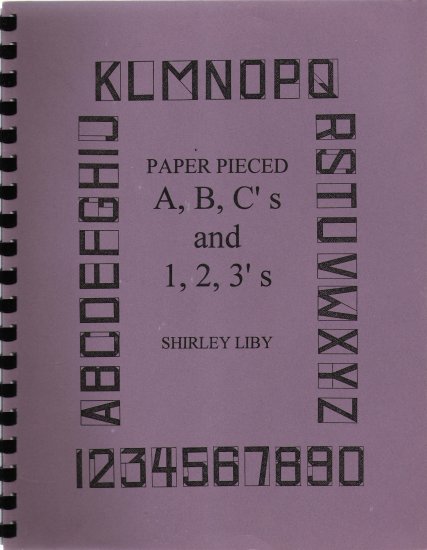 KLMNOPQ
ABCDEFGHIJ
RSTUVWXYZ
PAPER PIECED
A, B, C' s
and
1, 2, 3' s
SHIRLEY LIBY
1234567890